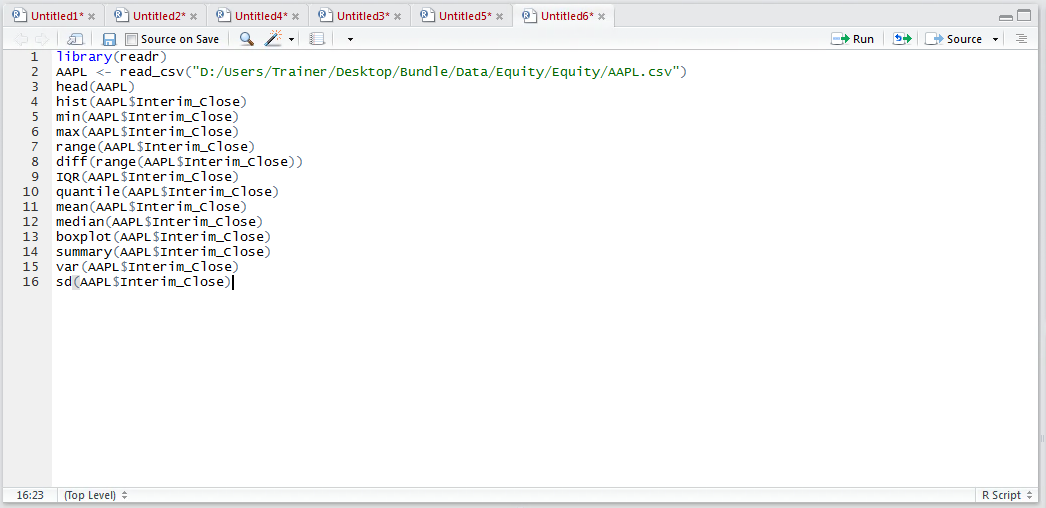 Untitled1* Untitled2* Untitled4* Untitled3* Untitled5* Untitled6*
Source on Save Run Source
1 library(readr)
2 AAPL <- read_csv("D:/Users/Trainer/Desktop/Bundle/Data/Equity/Equity/AAPL.csv")
3 head(AAPL)
4 hist(AAPL$Interim_Close)
5 min(AAPL$Interim_Close)
6 max(AAPL$Interim_Close)
7 range(AAPL$Interim_Close)
8 diff(range(AAPL$Interim_Close))
9 IQR(AAPL$Interim_Close)
10 quantile(AAPL$Interim_Close)
11 mean(AAPL$Interim_Close)
12 median(AAPL$Interim_Close)
13 boxplot(AAPL$Interim_Close)
14 summary(AAPL$Interim_Close)
15 var(AAPL$Interim_Close)
16 sd(AAPL$Interim_Close)
16:23 (Top Level) R Script